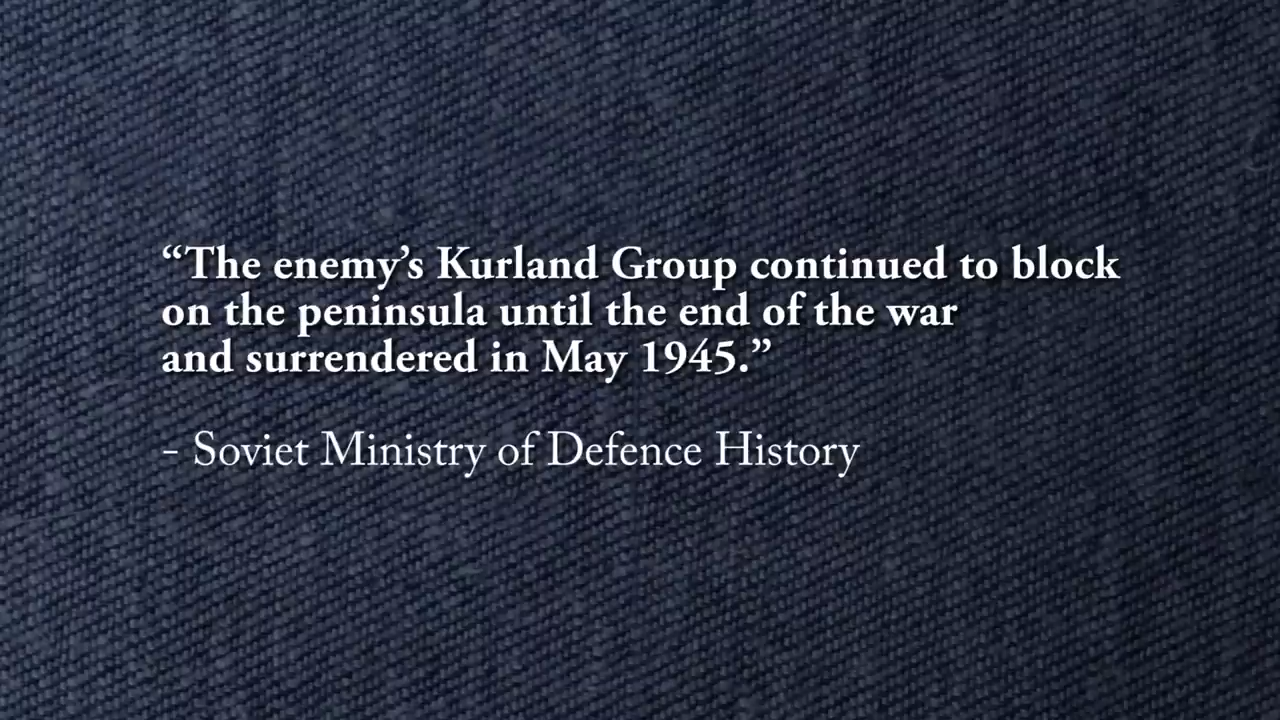 “The enemy’s Kurland Group continued to block
on the peninsula until the end of the war
and surrendered in May 1945.”
- Soviet Ministry of Defence History